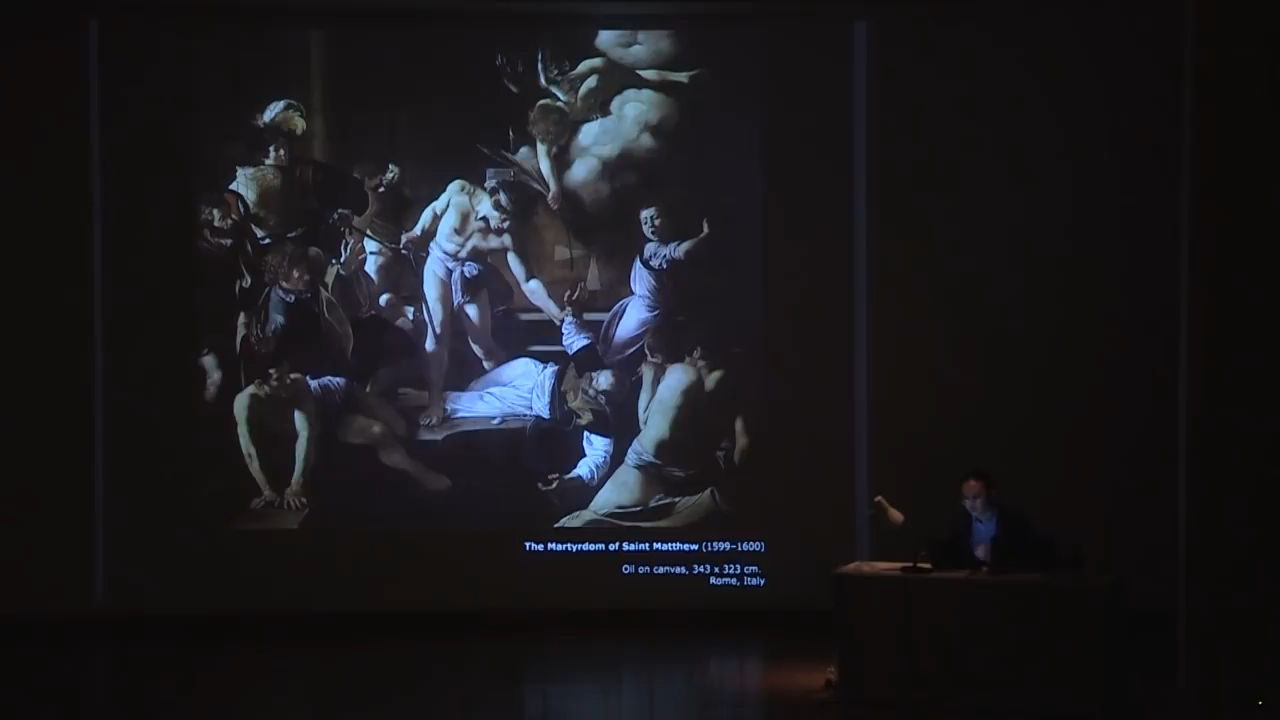 The Martyrdom of Saint Matthew (1599–1600)
Oil on canvas, 343 x 323 cm.
Rome, Italy